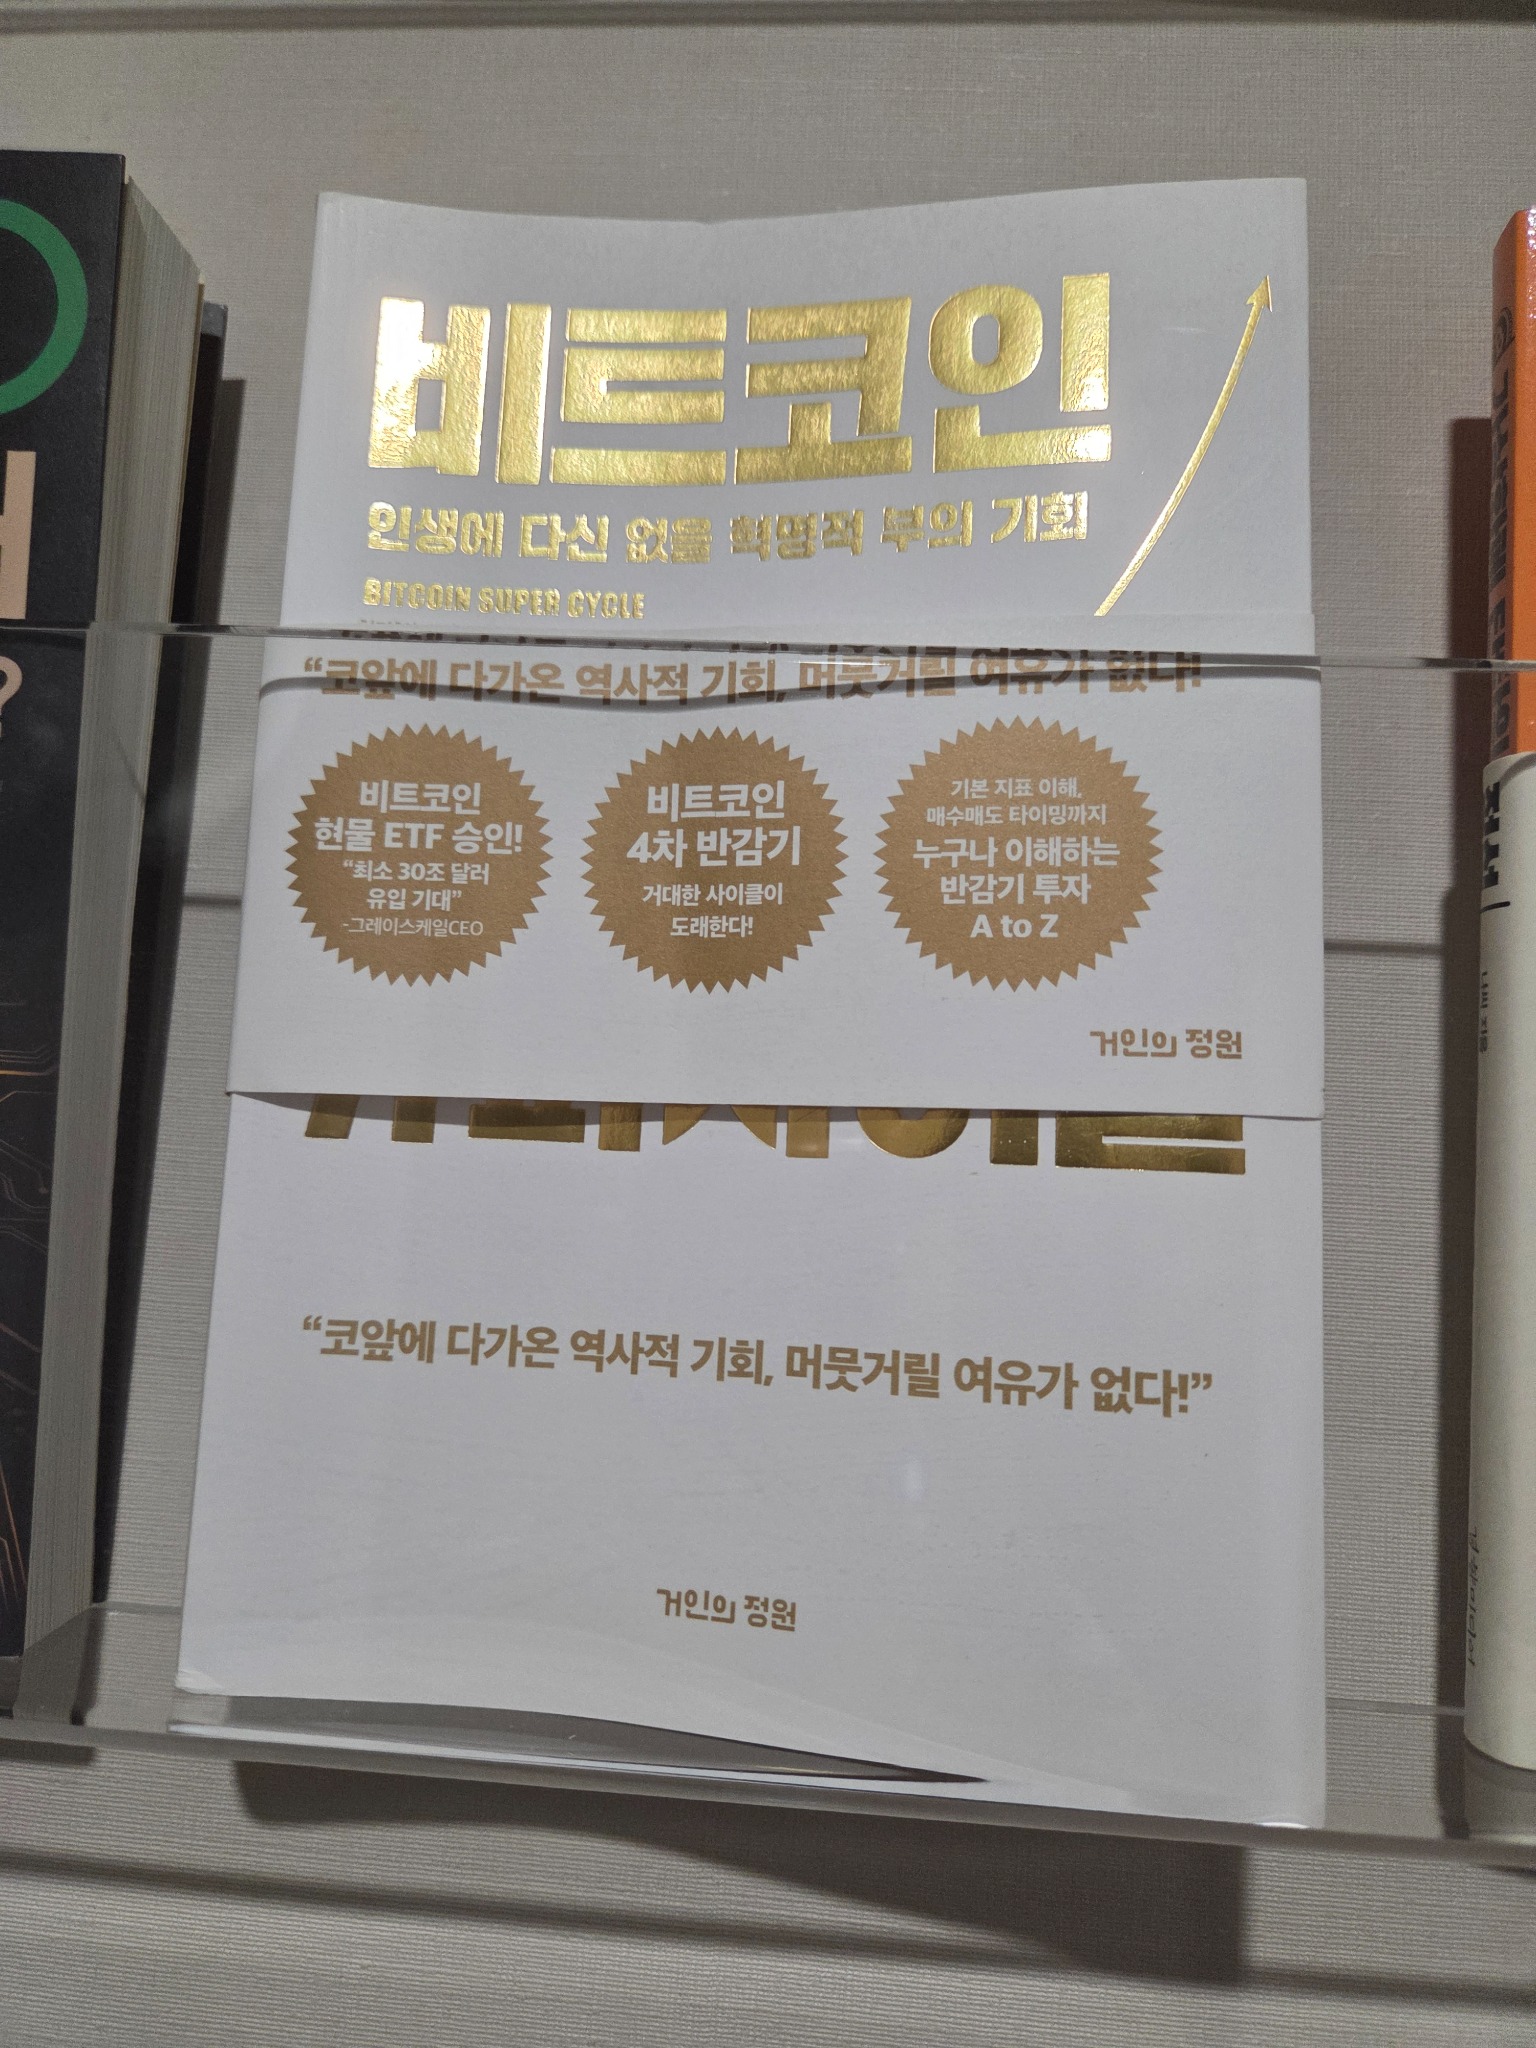 비트코인
인생에 다신 없을 혁명적 부의 기회
BITCOIN SUPER CYCLE
“코앞에 다가온 역사적 기회, 머뭇거릴 여유가 없다!
비트코인
현물 ETF 승인!
“최소 30조 달러
유입 기대”
-그레이스케일CEO
비트코인
4차 반감기
거대한 사이클이
도래한다!
기본 지표 이해,
매수매도 타이밍까지
누구나 이해하는
반감기 투자
A to Z
거인의 정원
“코앞에 다가온 역사적 기회, 머뭇거릴 여유가 없다!”
거인의 정원